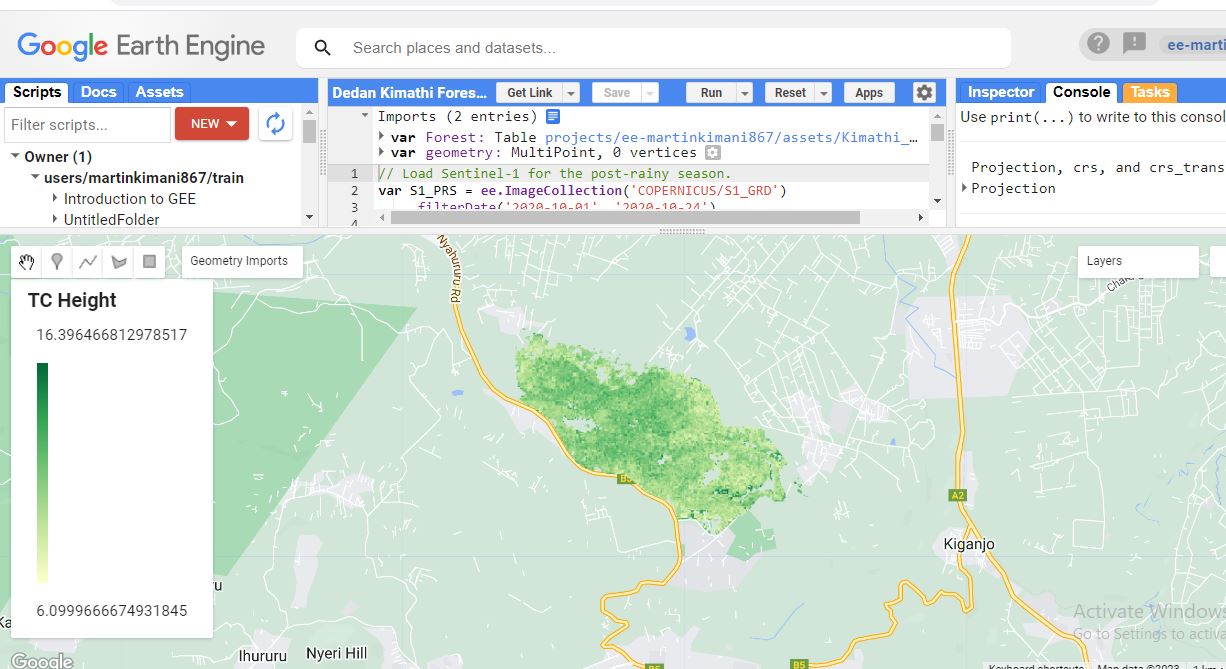 Google Earth Engine
Search places and datasets...
ee-marti
Scripts Docs Assets
Filter scripts...
NEW
Owner (1)
users/martinkimani867/train
Introduction to GEE
UntitledFolder
Dedan Kimathi Fores... Get Link Save Run Reset Apps
Imports (2 entries)
var Forest: Table projects/ee-martinkimani867/assets/Kimathi_…
var geometry: MultiPoint, 0 vertices
1 // Load Sentinel-1 for the post-rainy season.
2 var S1_PRS = ee.ImageCollection('COPERNICUS/S1_GRD')
3 filterDate('2020-10-01', '2020-10-24')
4
Inspector Console Tasks
Use print(...) to write to this consol
Projection, crs, and crs_trans
Projection
Geometry Imports
Layers
TC Height
16.396466812978517
6.0999666674931845
Nyahururu Rd
B5
A2
Kiganjo
Ihururu
Nyeri Hill
B5
B5
Activate Windows
Go to Settings to activa
Google
Keyboard shortcuts Map data ©2023 1 km